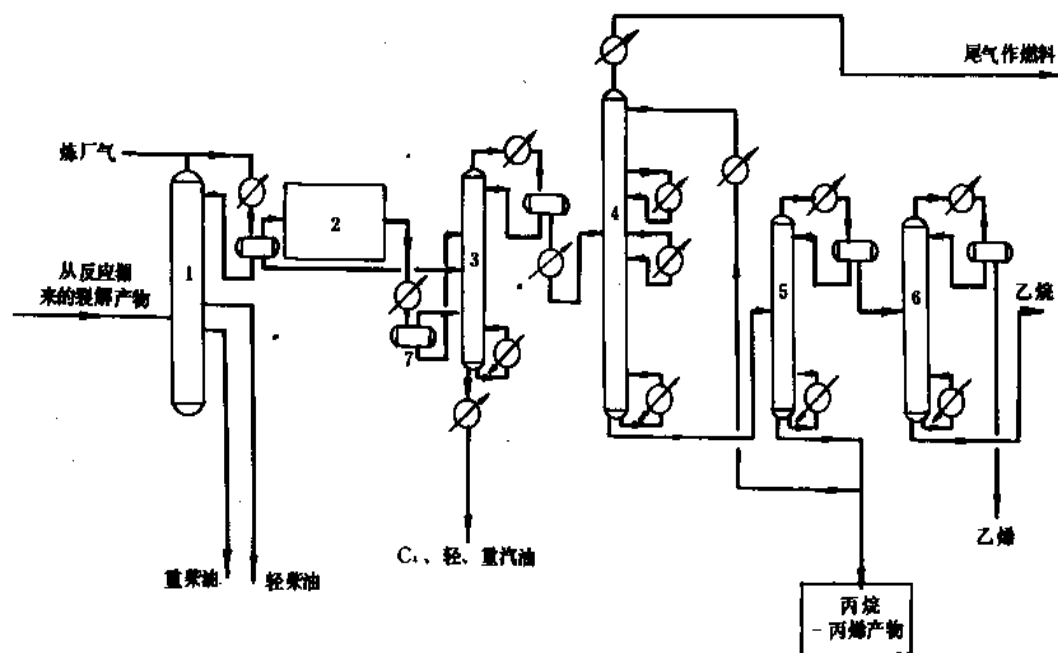 尾气作燃料
炼厂气
2
4
3
1
从反应
来的裂解产物
5
6
乙烷
7
C₄、轻、重汽油
乙烯
重柴油
轻柴油
丙烷
-丙烯产物